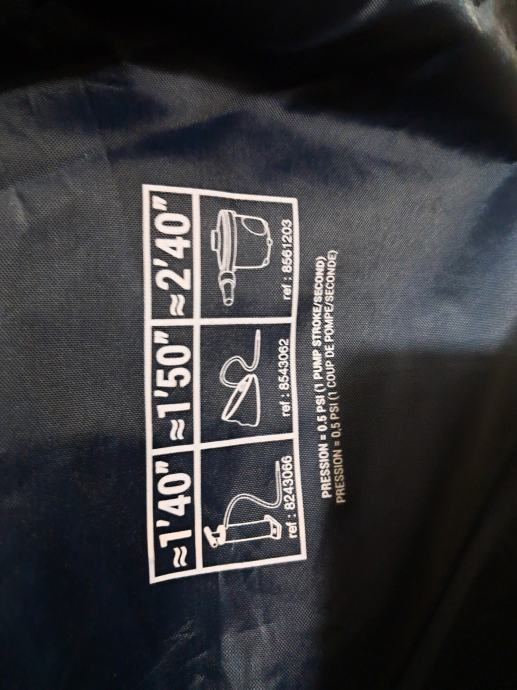 ≈1'40" ≈1'50" ≈2'40"
ref : 8243066 ref : 8543062 ref : 8561203
PRESSION = 0.5 PSI (1 PUMP STROKE/SECOND)
PRESSION = 0,5 PSI (1 COUP DE POMPE/SECONDE)